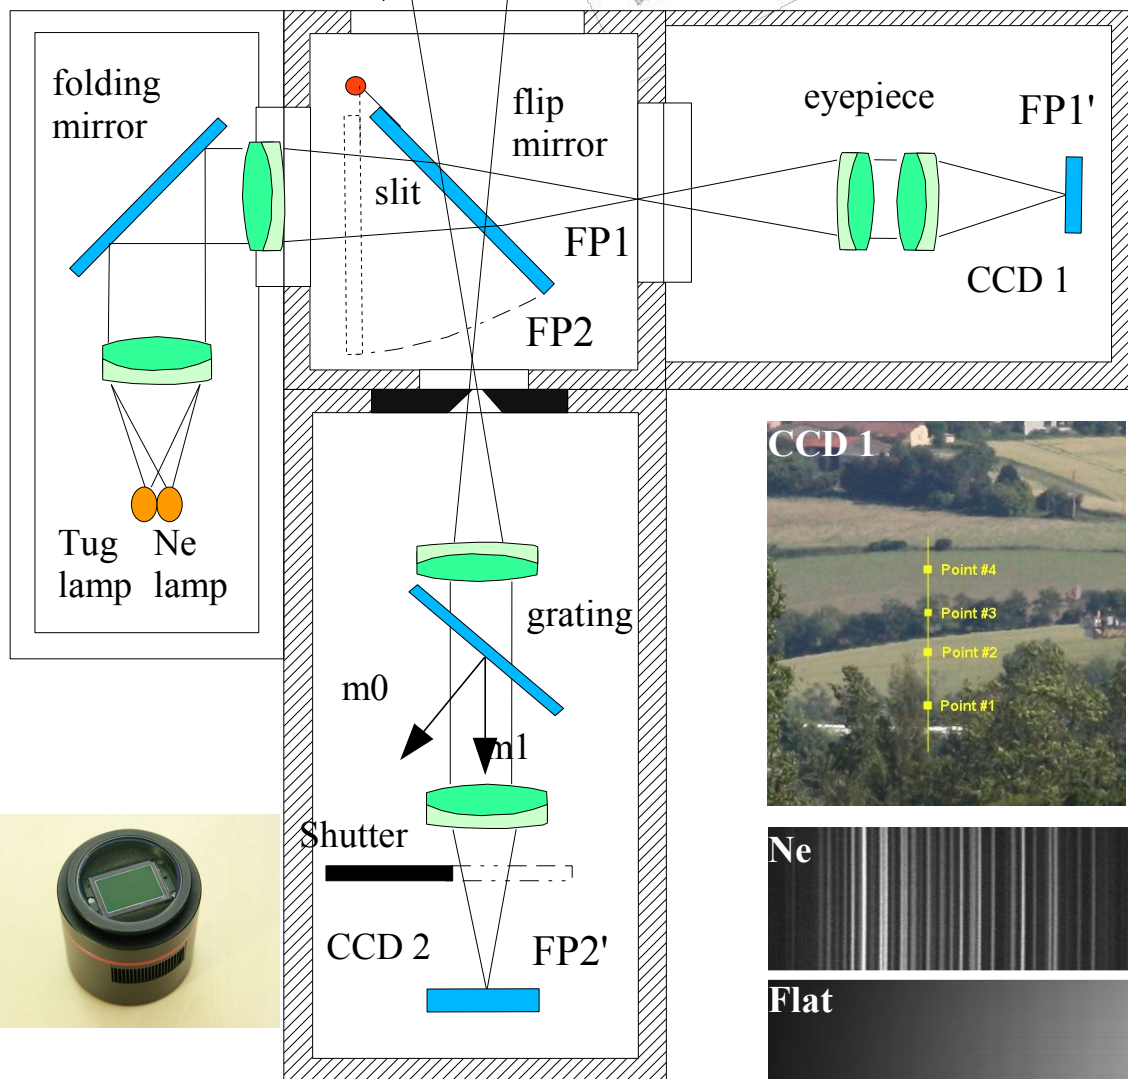 folding
mirror
flip
mirror
slit
eyepiece
FP1'
FP1
CCD 1
FP2
Tug
lamp
Ne
lamp
grating
m0
m1
Shutter
CCD 2
FP2'
CCD 1
Point #4
Point #3
Point #2
Point #1
Ne
Flat